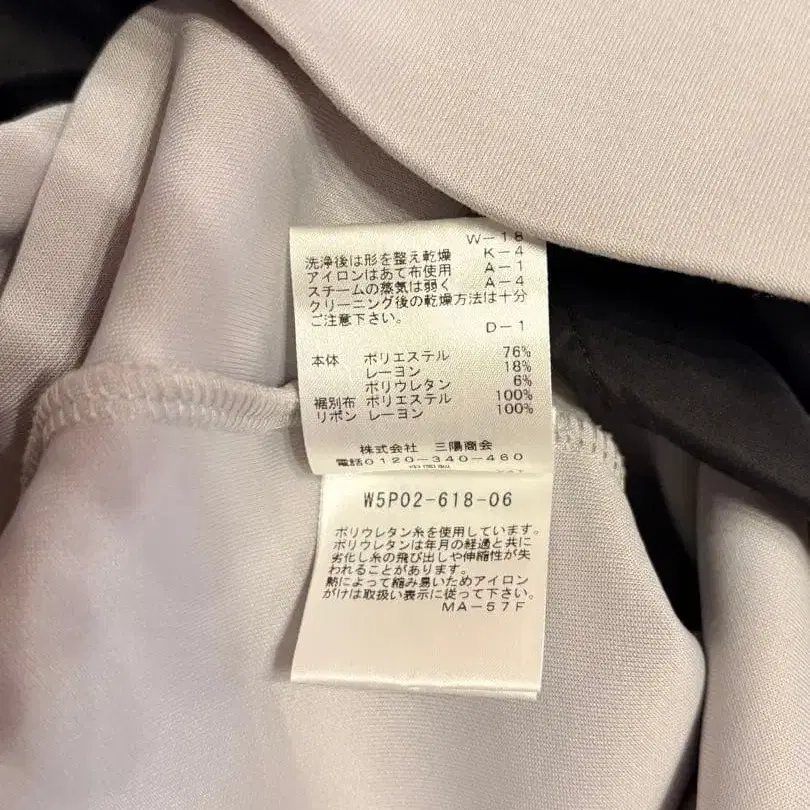 W-18
洗浄後は形を整え乾燥 K-4
アイロンはあて布使用 A-1
スチームの蒸気は弱く A-4
クリーニング後の乾燥方法は十分
ご注意下さい。
D-1
本体 ポリエステル 76%
レーヨン 18%
ポリウレタン 6%
裾別布 ポリエステル 100%
リボン レーヨン 100%
株式会社 三陽商会
電話0120-340-460
中国製
W5P02-618-06
ポリウレタン糸を使用しています。
ポリウレタンは年月の経過と共に
劣化し糸の飛び出しや伸縮性が失
われることがあります。
熱によって縮み易いためアイロン
がけは取扱い表示に従って下さい。
MA-57F